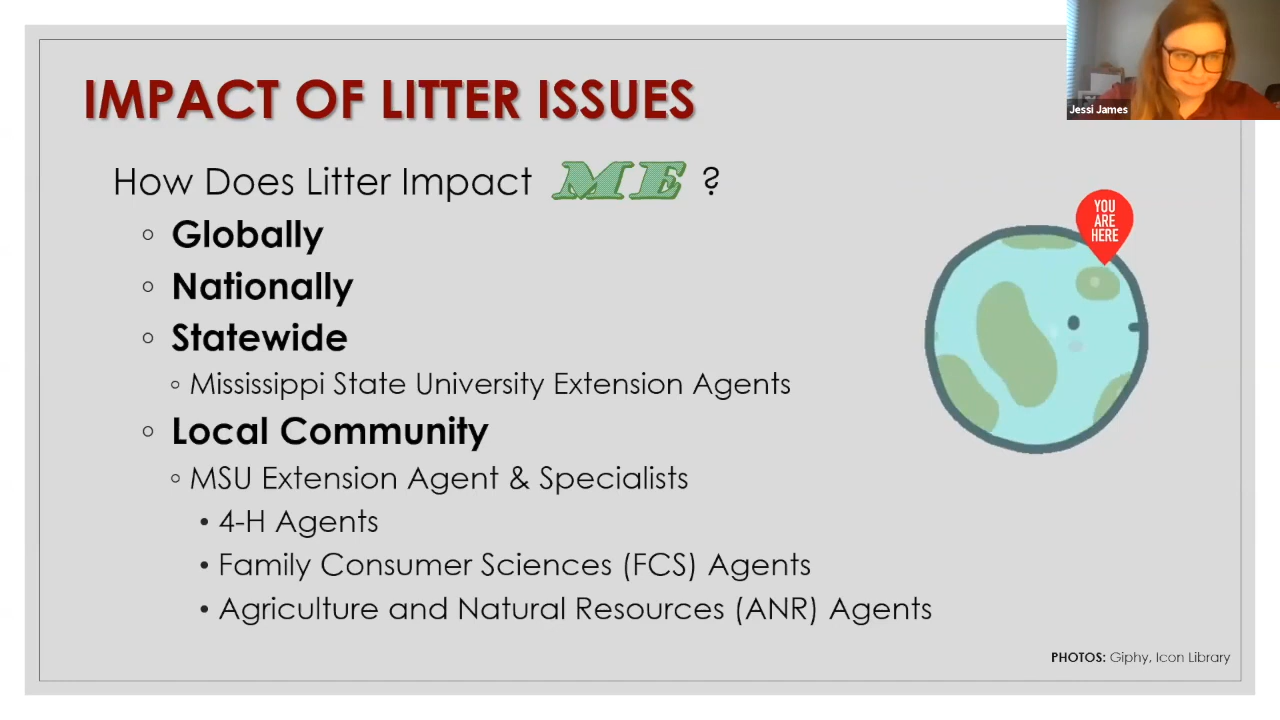 IMPACT OF LITTER ISSUES
Jessi James
How Does Litter Impact ME ?
◦ Globally
◦ Nationally
◦ Statewide
◦ Mississippi State University Extension Agents
◦ Local Community
◦ MSU Extension Agent & Specialists
• 4-H Agents
• Family Consumer Sciences (FCS) Agents
• Agriculture and Natural Resources (ANR) Agents
YOU
ARE
HERE
PHOTOS: Giphy, Icon Library